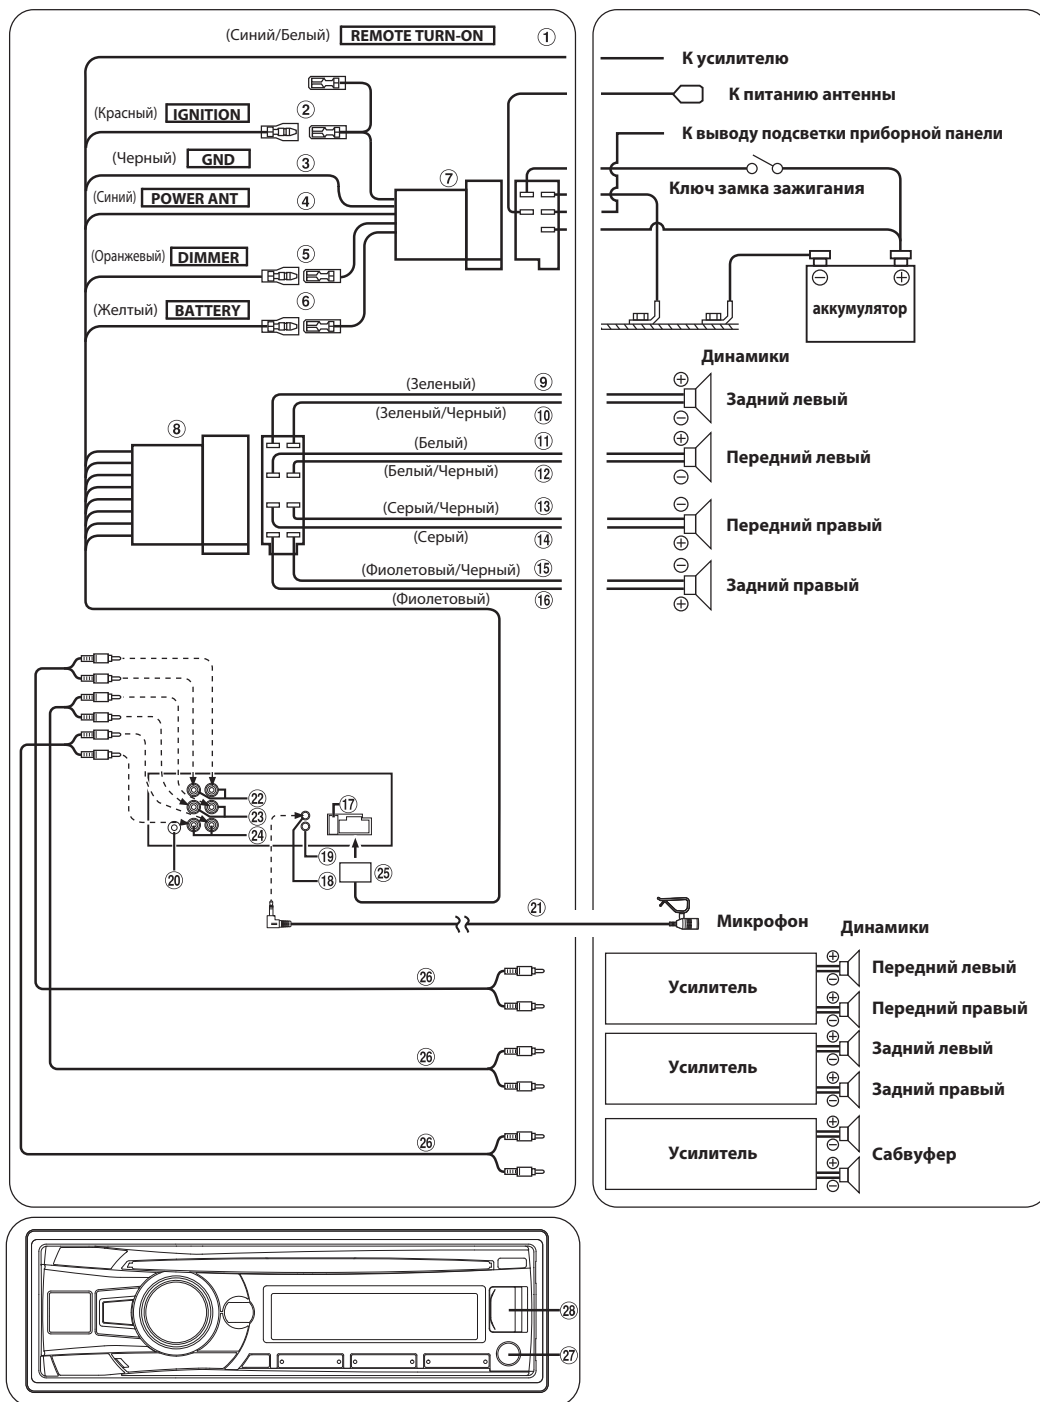 (Синий/Белый) REMOTE TURN-ON ①
К усилителю
К питанию антенны
(Красный) IGNITION ②
К выводу подсветки приборной панели
(Черный) GND ③
⑦
Ключ замка зажигания
(Синий) POWER ANT ④
(Оранжевый) DIMMER ⑤
(Желтый) BATTERY ⑥
⊖ ⊕
аккумулятор
Динамики
(Зеленый) ⑨
⊕
Задний левый
(Зеленый/Черный) ⑩
⊖
⑧
(Белый) ⑪
⊕
Передний левый
(Белый/Черный) ⑫
⊖
(Серый/Черный) ⑬
⊖
Передний правый
(Серый) ⑭
⊕
(Фиолетовый/Черный) ⑮
⊖
Задний правый
(Фиолетовый) ⑯
⊕
㉒
㉓
㉔
⑰
⑳
⑲
⑱
㉕
㉑
Микрофон
Динамики
㉖
Усилитель
⊕
⊖
Передний левый
⊕
⊖
Передний правый
㉖
Усилитель
⊕
⊖
Задний левый
⊕
⊖
Задний правый
㉖
Усилитель
⊕
⊖
⊕
⊖
Сабвуфер
㉘
㉗